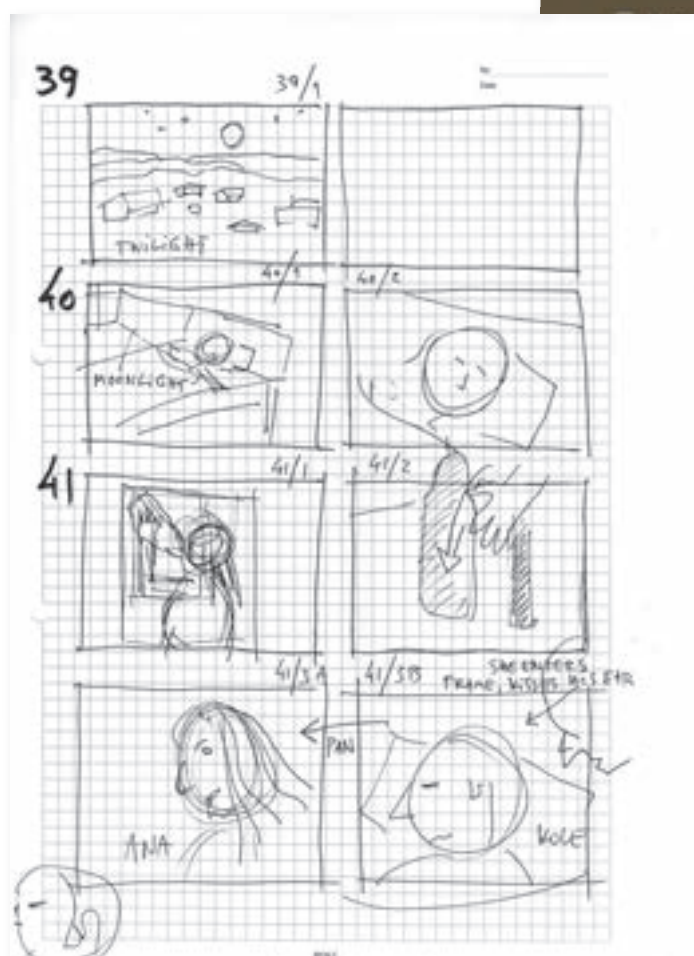 39
39/1
TWILIGHT
40
40/1
40/2
MOONLIGHT
41
41/1
41/2
41/3A
41/3B
SHE ENTERS
FRAME, KISSES HIS EAR
PAN
ANA
KOLE